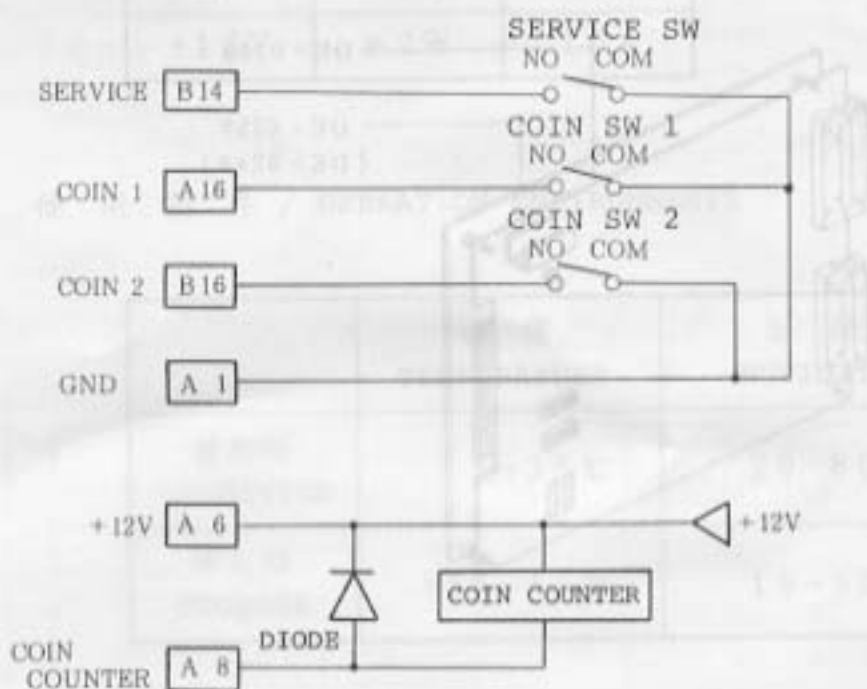 SERVICE SW
NO COM
SERVICE B14
COIN SW 1
NO COM
COIN 1 A16
COIN SW 2
NO COM
COIN 2 B16
GND A 1
+12V A 6 +12V
COIN COUNTER
DIODE
COIN
COUNTER A 8